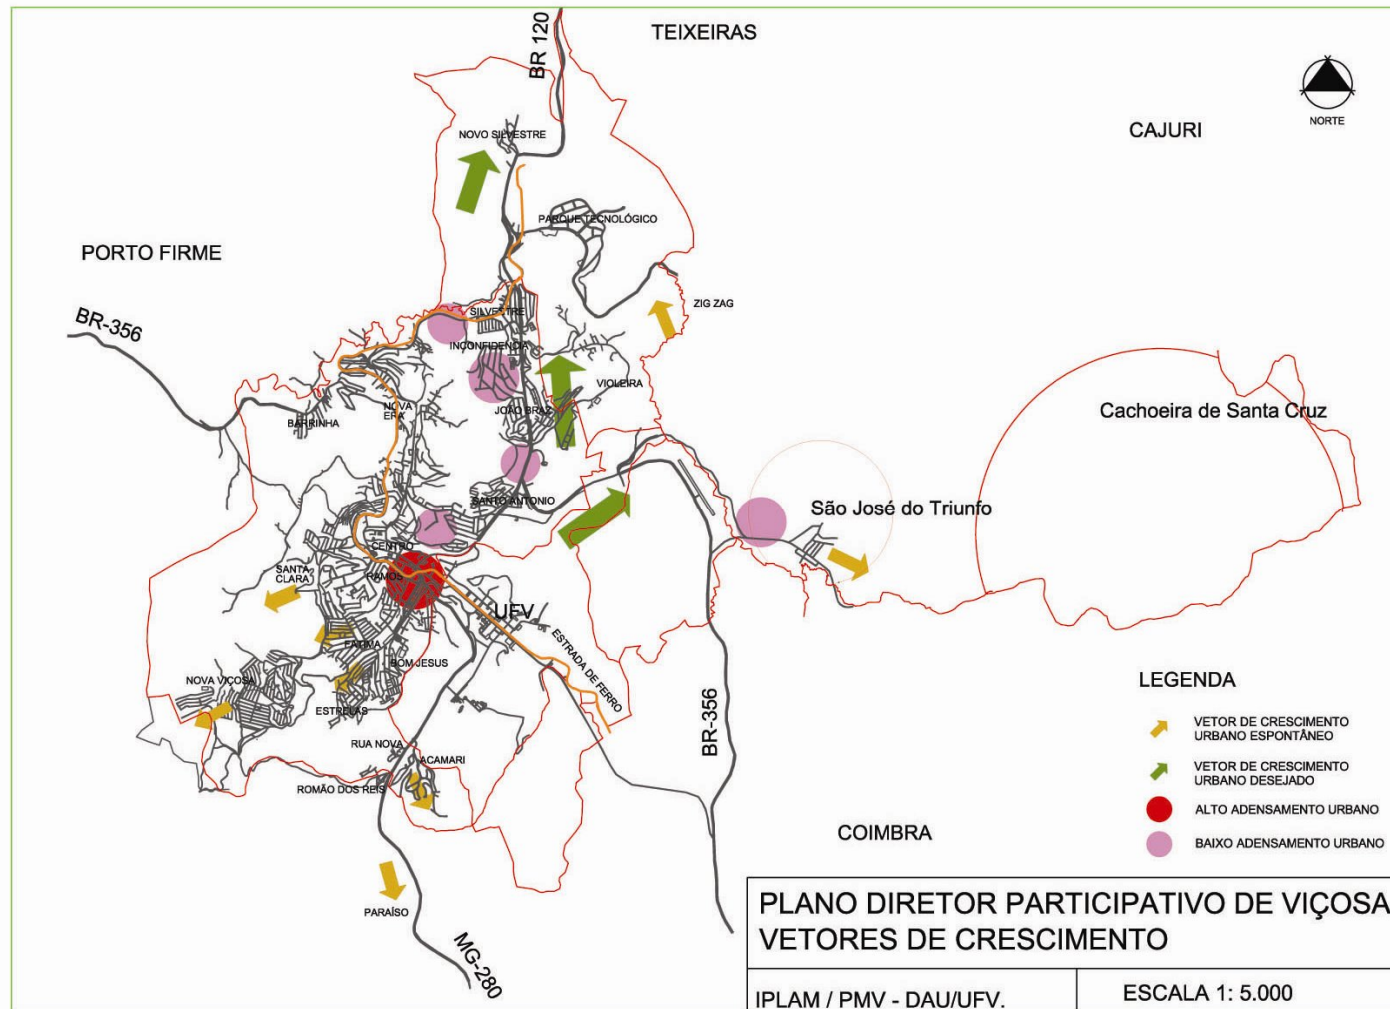 TEIXEIRAS
BR 120
NORTE
CAJURI
NOVO SILVESTRE
PARQUE TECNOLÓGICO
PORTO FIRME
ZIG ZAG
BR-356
SILVESTRE
INCONFIDENCIA
VIOLEIRA
NOVA
ERA
JOÃO BRAZ
BARRINHA
Cachoeira de Santa Cruz
SANTO ANTONIO
São José do Triunfo
CENTRO
SANTA
CLARA
RAMOS
UFV
FATIMA
BOM JESUS
ESTRADA DE FERRO
NOVA VIÇOSA
ESTRELAS
BR-356
RUA NOVA
ACAMARI
ROMÃO DOS REIS
PARAÍSO
MG-280
COIMBRA
LEGENDA
VETOR DE CRESCIMENTO
URBANO ESPONTÂNEO
VETOR DE CRESCIMENTO
URBANO DESEJADO
ALTO ADENSAMENTO URBANO
BAIXO ADENSAMENTO URBANO
PLANO DIRETOR PARTICIPATIVO DE VIÇOSA
VETORES DE CRESCIMENTO
IPLAM / PMV - DAU/UFV.
ESCALA 1: 5.000